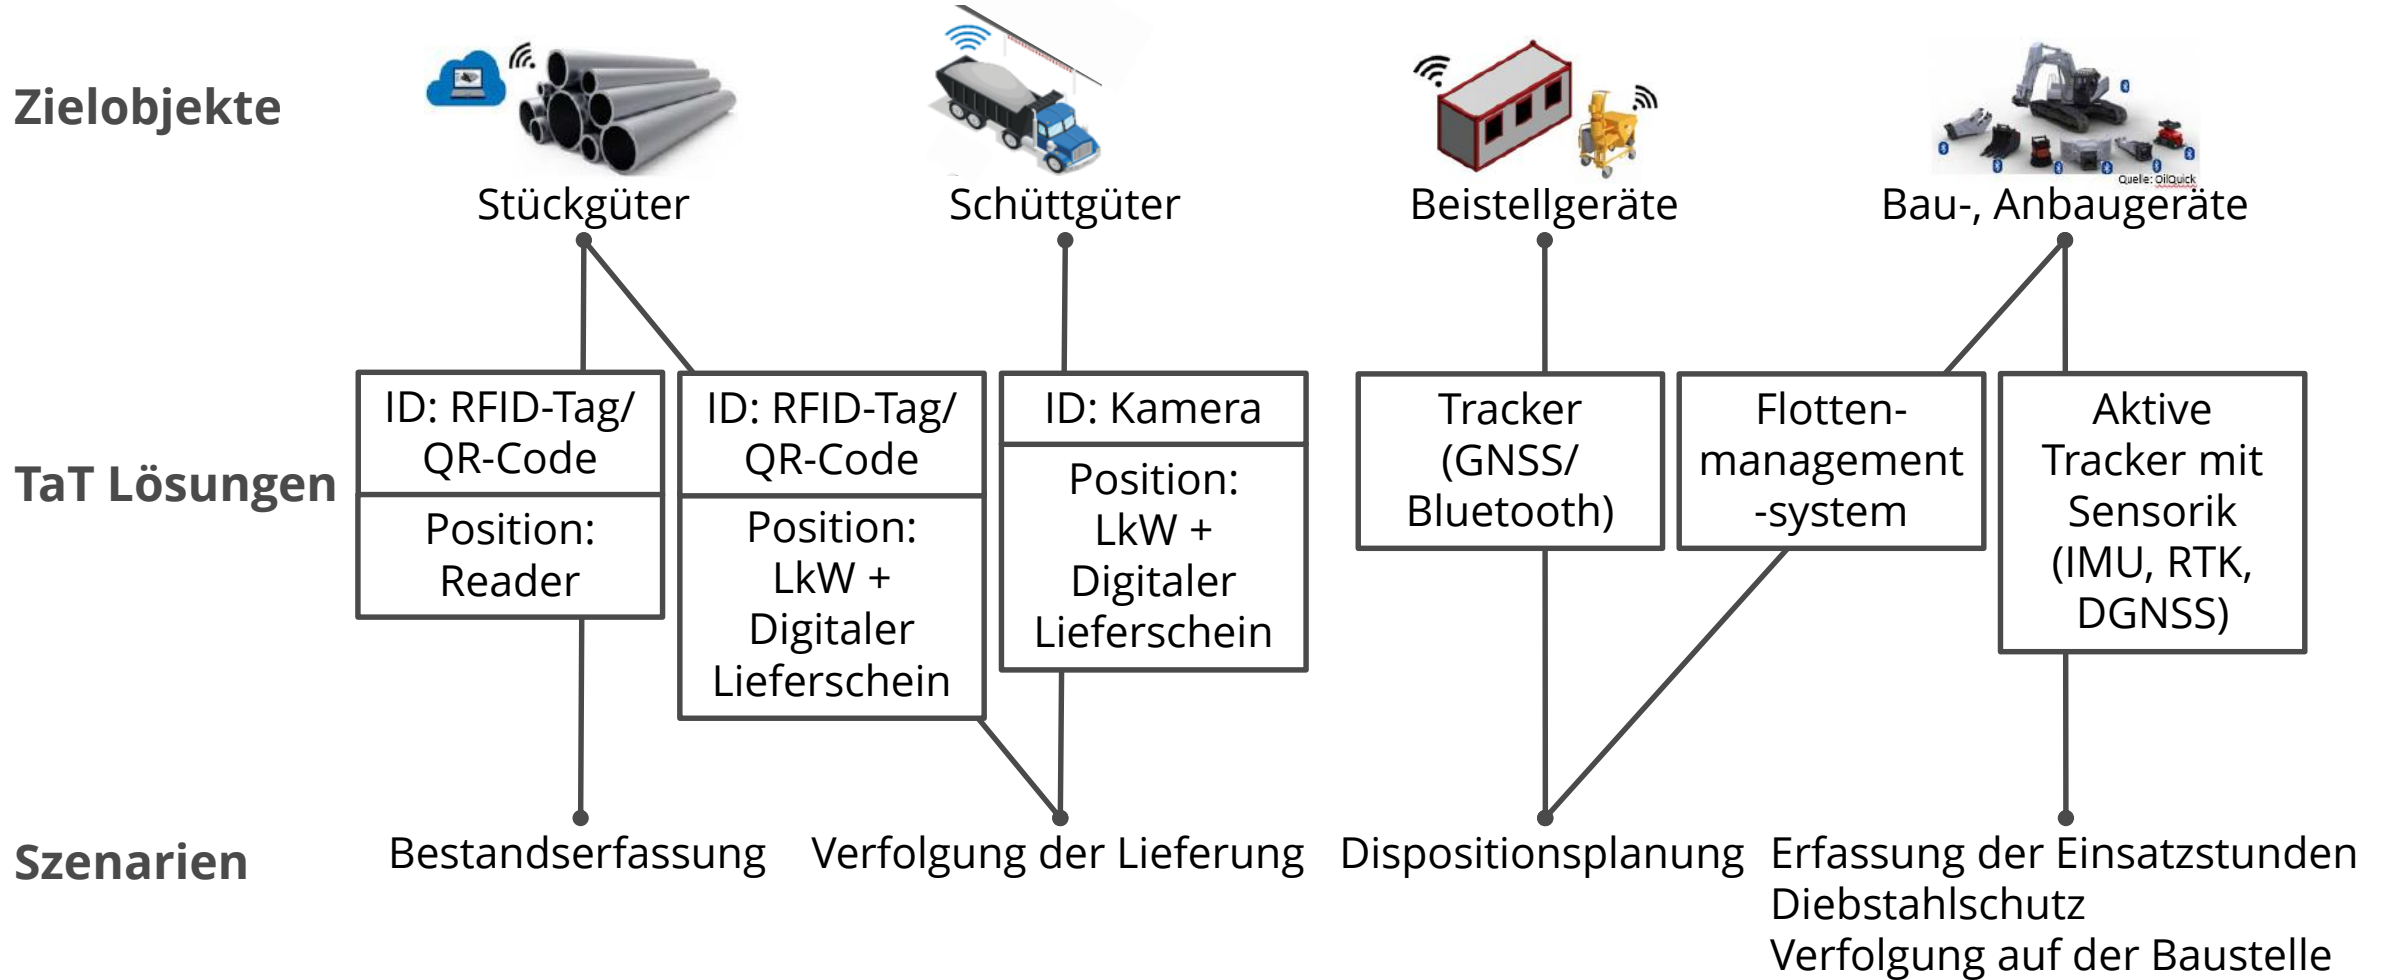 Zielobjekte
Quelle: OilQuick
Stückgüter
Schüttgüter
Beistellgeräte
Bau-, Anbaugeräte
TaT Lösungen
ID: RFID-Tag/
QR-Code
Position:
Reader
ID: RFID-Tag/
QR-Code
Position:
LkW +
Digitaler
Lieferschein
ID: Kamera
Position:
LkW +
Digitaler
Lieferschein
Tracker
(GNSS/
Bluetooth)
Flotten-
management
-system
Aktive
Tracker mit
Sensorik
(IMU, RTK,
DGNSS)
Szenarien
Bestandserfassung
Verfolgung der Lieferung
Dispositionsplanung
Erfassung der Einsatzstunden
Diebstahlschutz
Verfolgung auf der Baustelle